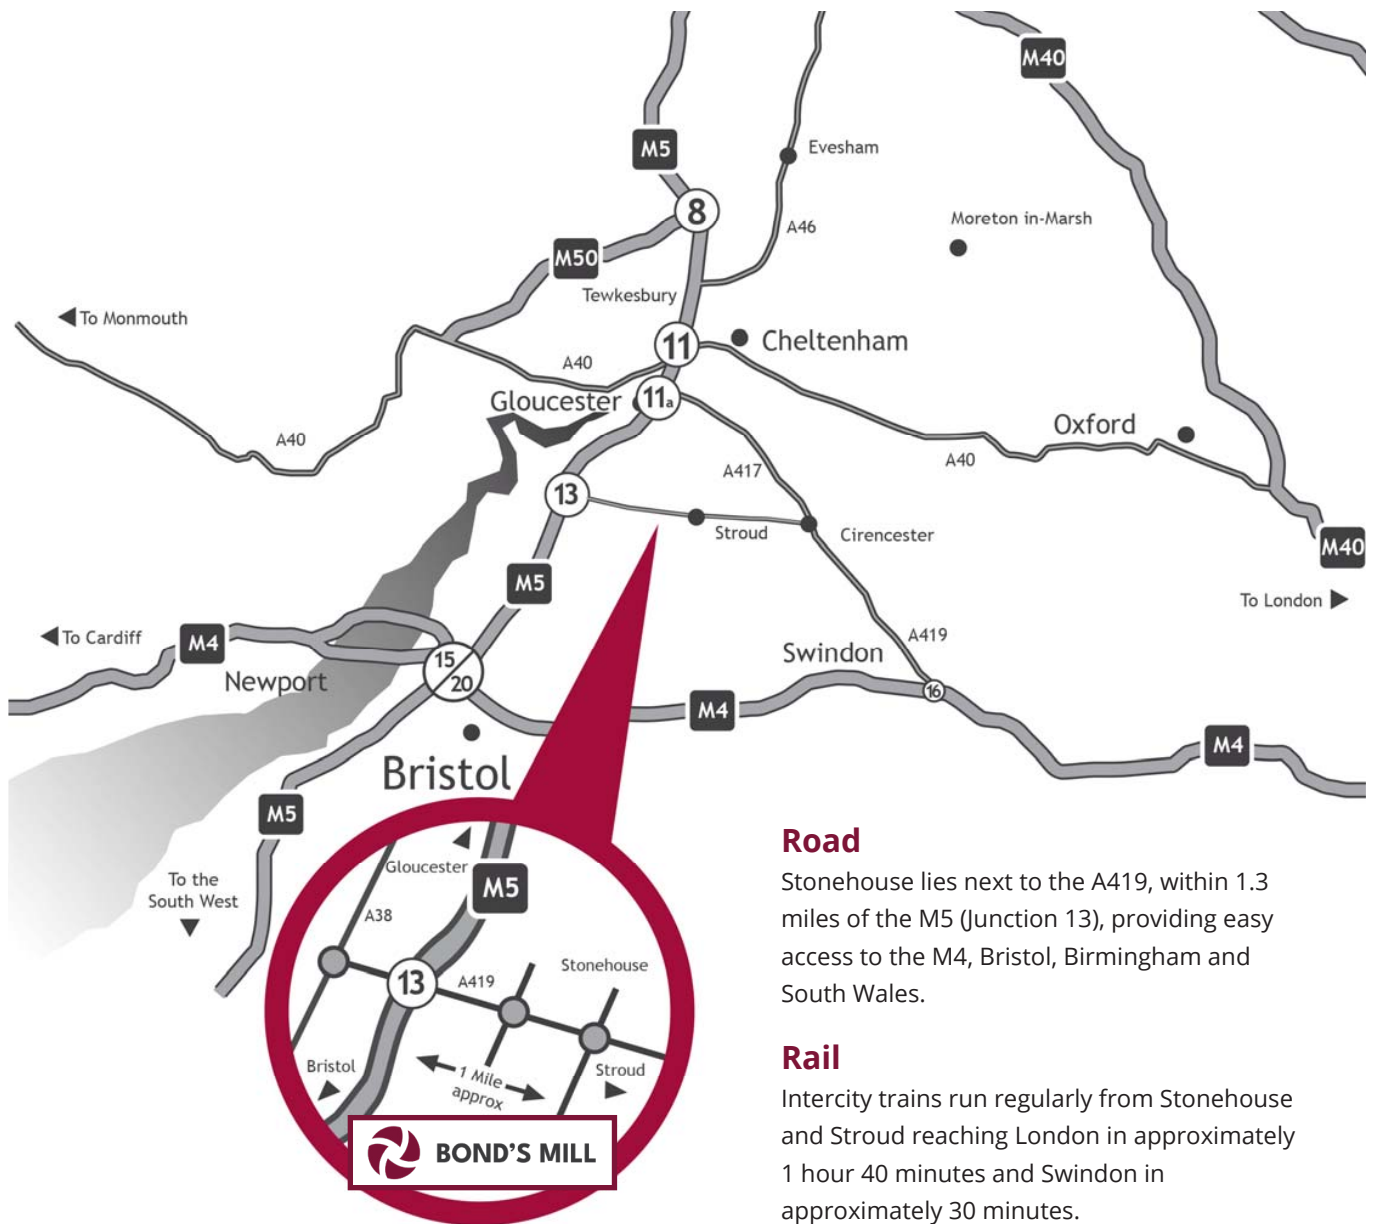 M40
M5
Evesham
8
Moreton in-Marsh
A46
M50
Tewkesbury
To Monmouth
11
Cheltenham
A40
Gloucester
11a
Oxford
A40
A40
A417
13
Stroud
Cirencester
M40
M5
To London
To Cardiff
M4
A419
Swindon
15
20
Newport
16
M4
M4
Bristol
M5
To the
South West
Gloucester
M5
A38
13
A419
Stonehouse
Bristol
1 Mile
approx
Stroud
BOND'S MILL
Road
Stonehouse lies next to the A419, within 1.3
miles of the M5 (Junction 13), providing easy
access to the M4, Bristol, Birmingham and
South Wales.
Rail
Intercity trains run regularly from Stonehouse
and Stroud reaching London in approximately
1 hour 40 minutes and Swindon in
approximately 30 minutes.